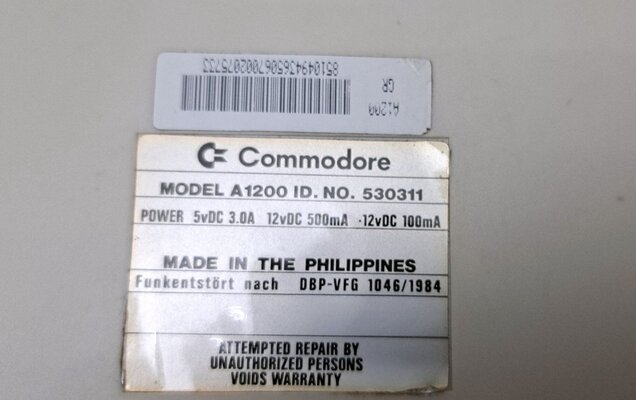 A1200
GR
Commodore
MODEL A1200 ID. NO. 530311
POWER 5vDC 3.0A 12vDC 500mA -12vDC 100mA
MADE IN THE PHILIPPINES
Funkentstört nach DBP-VFG 1046/1984
ATTEMPTED REPAIR BY
UNAUTHORIZED PERSONS
VOIDS WARRANTY